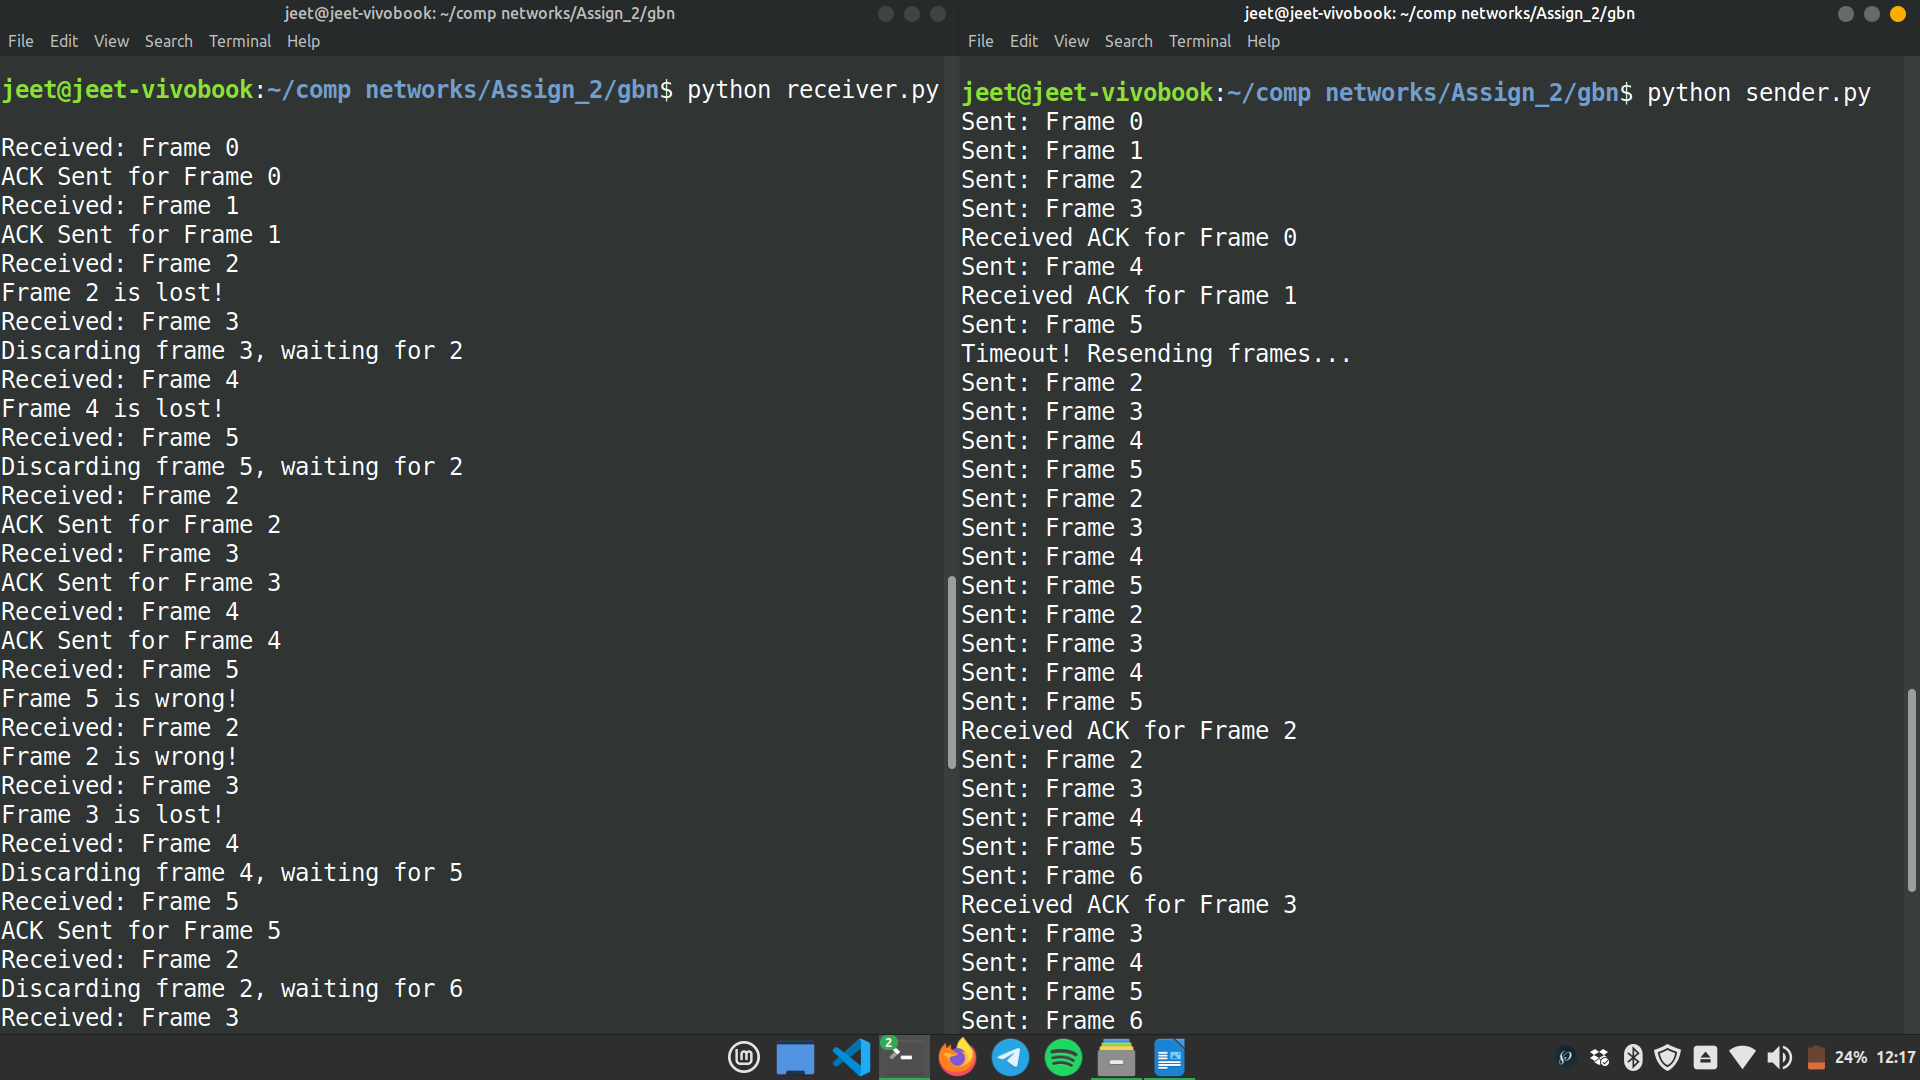 jeet@jeet-vivobook: ~/comp networks/Assign_2/gbn
File Edit View Search Terminal Help
jeet@jeet-vivobook:~/comp networks/Assign_2/gbn$ python receiver.py
Received: Frame 0
ACK Sent for Frame 0
Received: Frame 1
ACK Sent for Frame 1
Received: Frame 2
Frame 2 is lost!
Received: Frame 3
Discarding frame 3, waiting for 2
Received: Frame 4
Frame 4 is lost!
Received: Frame 5
Discarding frame 5, waiting for 2
Received: Frame 2
ACK Sent for Frame 2
Received: Frame 3
ACK Sent for Frame 3
Received: Frame 4
ACK Sent for Frame 4
Received: Frame 5
Frame 5 is wrong!
Received: Frame 2
Frame 2 is wrong!
Received: Frame 3
Frame 3 is lost!
Received: Frame 4
Discarding frame 4, waiting for 5
Received: Frame 5
ACK Sent for Frame 5
Received: Frame 2
Discarding frame 2, waiting for 6
Received: Frame 3
jeet@jeet-vivobook: ~/comp networks/Assign_2/gbn
File Edit View Search Terminal Help
jeet@jeet-vivobook:~/comp networks/Assign_2/gbn$ python sender.py
Sent: Frame 0
Sent: Frame 1
Sent: Frame 2
Sent: Frame 3
Received ACK for Frame 0
Sent: Frame 4
Received ACK for Frame 1
Sent: Frame 5
Timeout! Resending frames...
Sent: Frame 2
Sent: Frame 3
Sent: Frame 4
Sent: Frame 5
Sent: Frame 2
Sent: Frame 3
Sent: Frame 4
Sent: Frame 5
Sent: Frame 2
Sent: Frame 3
Sent: Frame 4
Sent: Frame 5
Received ACK for Frame 2
Sent: Frame 2
Sent: Frame 3
Sent: Frame 4
Sent: Frame 5
Sent: Frame 6
Received ACK for Frame 3
Sent: Frame 3
Sent: Frame 4
Sent: Frame 5
Sent: Frame 6
2
24% 12:17